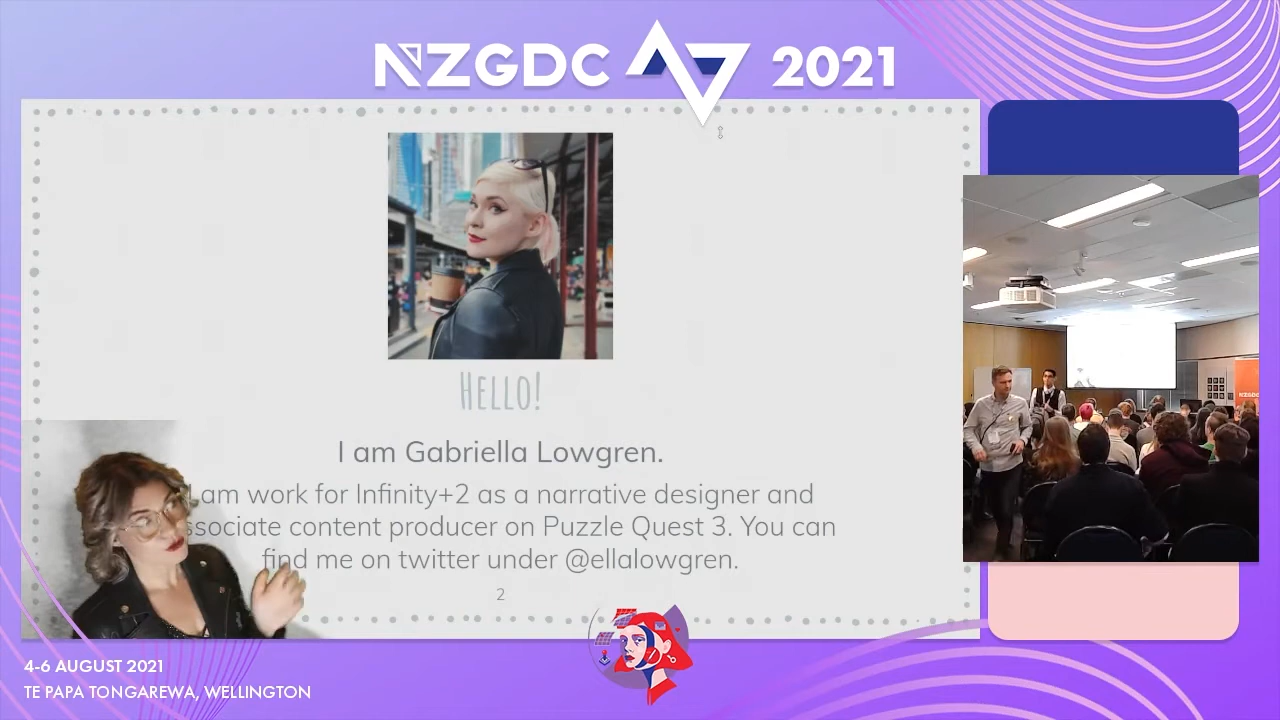 NZGDC 2021
Hello!
I am Gabriella Lowgren.
I am work for Infinity+2 as a narrative designer and
ssociate content producer on Puzzle Quest 3. You can
find me on twitter under @ellalowgren.
2
NZGDC
4-6 AUGUST 2021
TE PAPA TONGAREWA, WELLINGTON